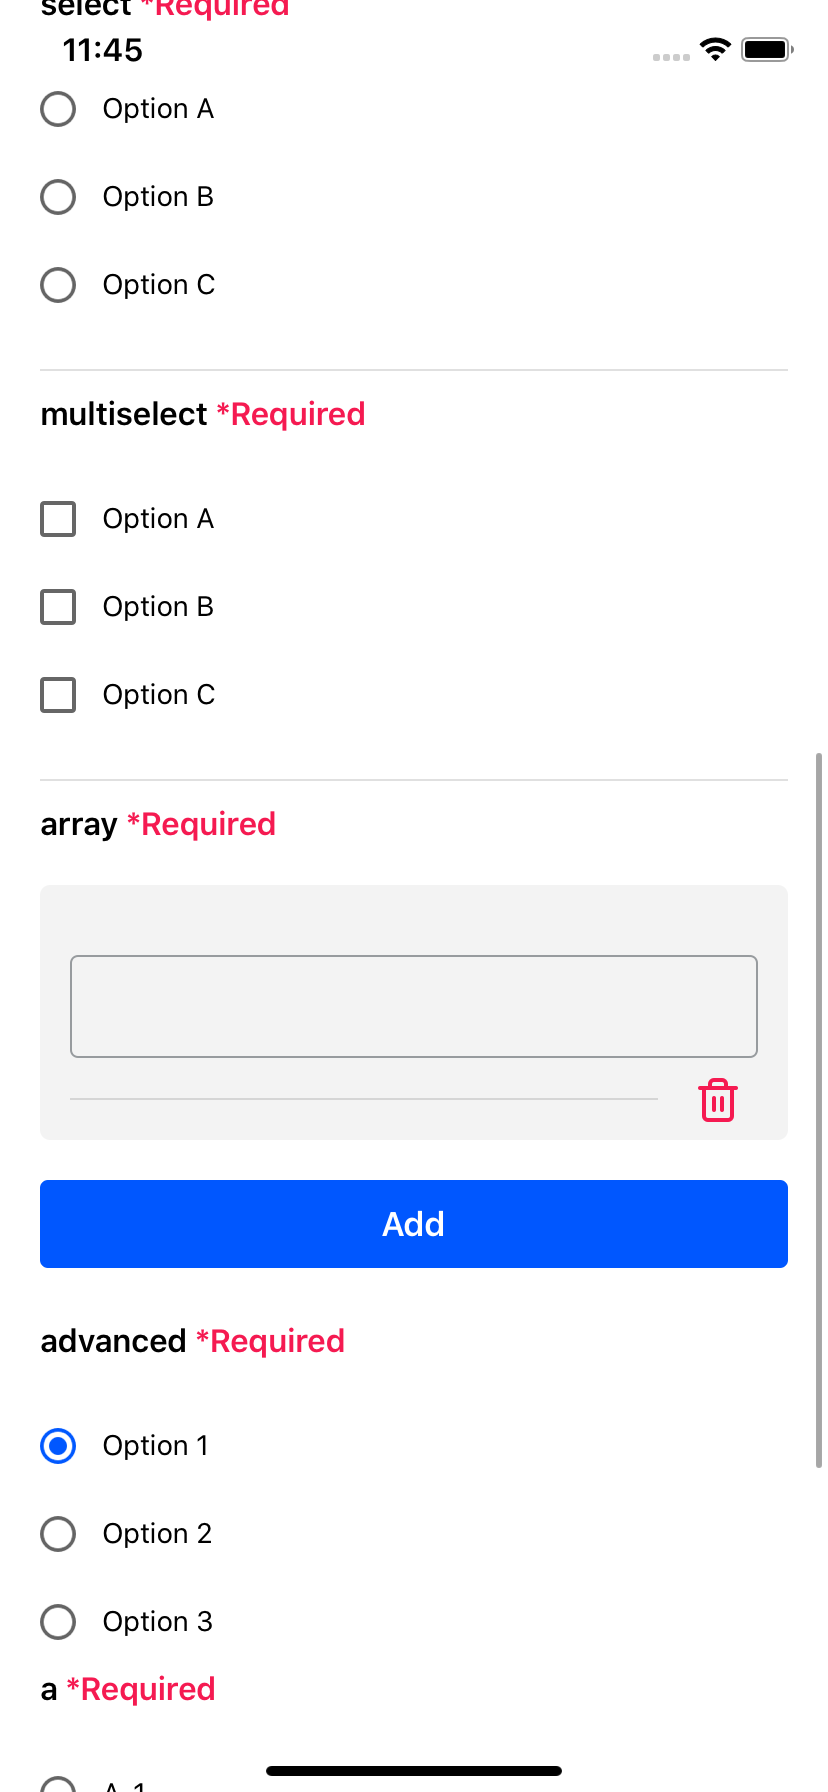 select *Required
11:45
Option A
Option B
Option C
multiselect *Required
Option A
Option B
Option C
array *Required
Add
advanced *Required
Option 1
Option 2
Option 3
a *Required